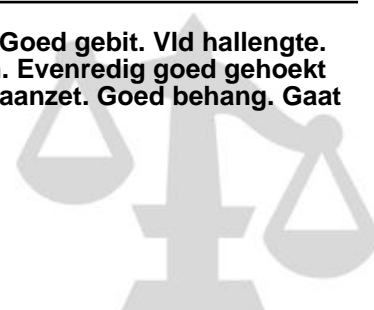 Goed gebit. Vld hallengte.
. Evenredig goed gehoekt
aanzet. Goed behang. Gaat